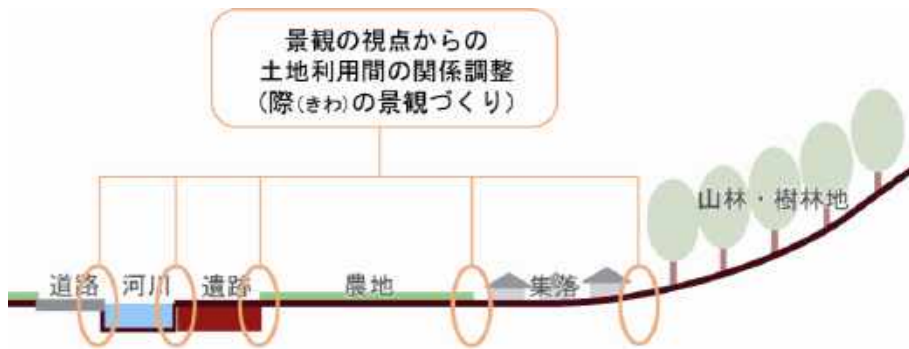 景観の視点からの
土地利用間の関係調整
（際（きわ）の景観づくり）
山林・樹林地
道路 河川 遺跡 農地 集落